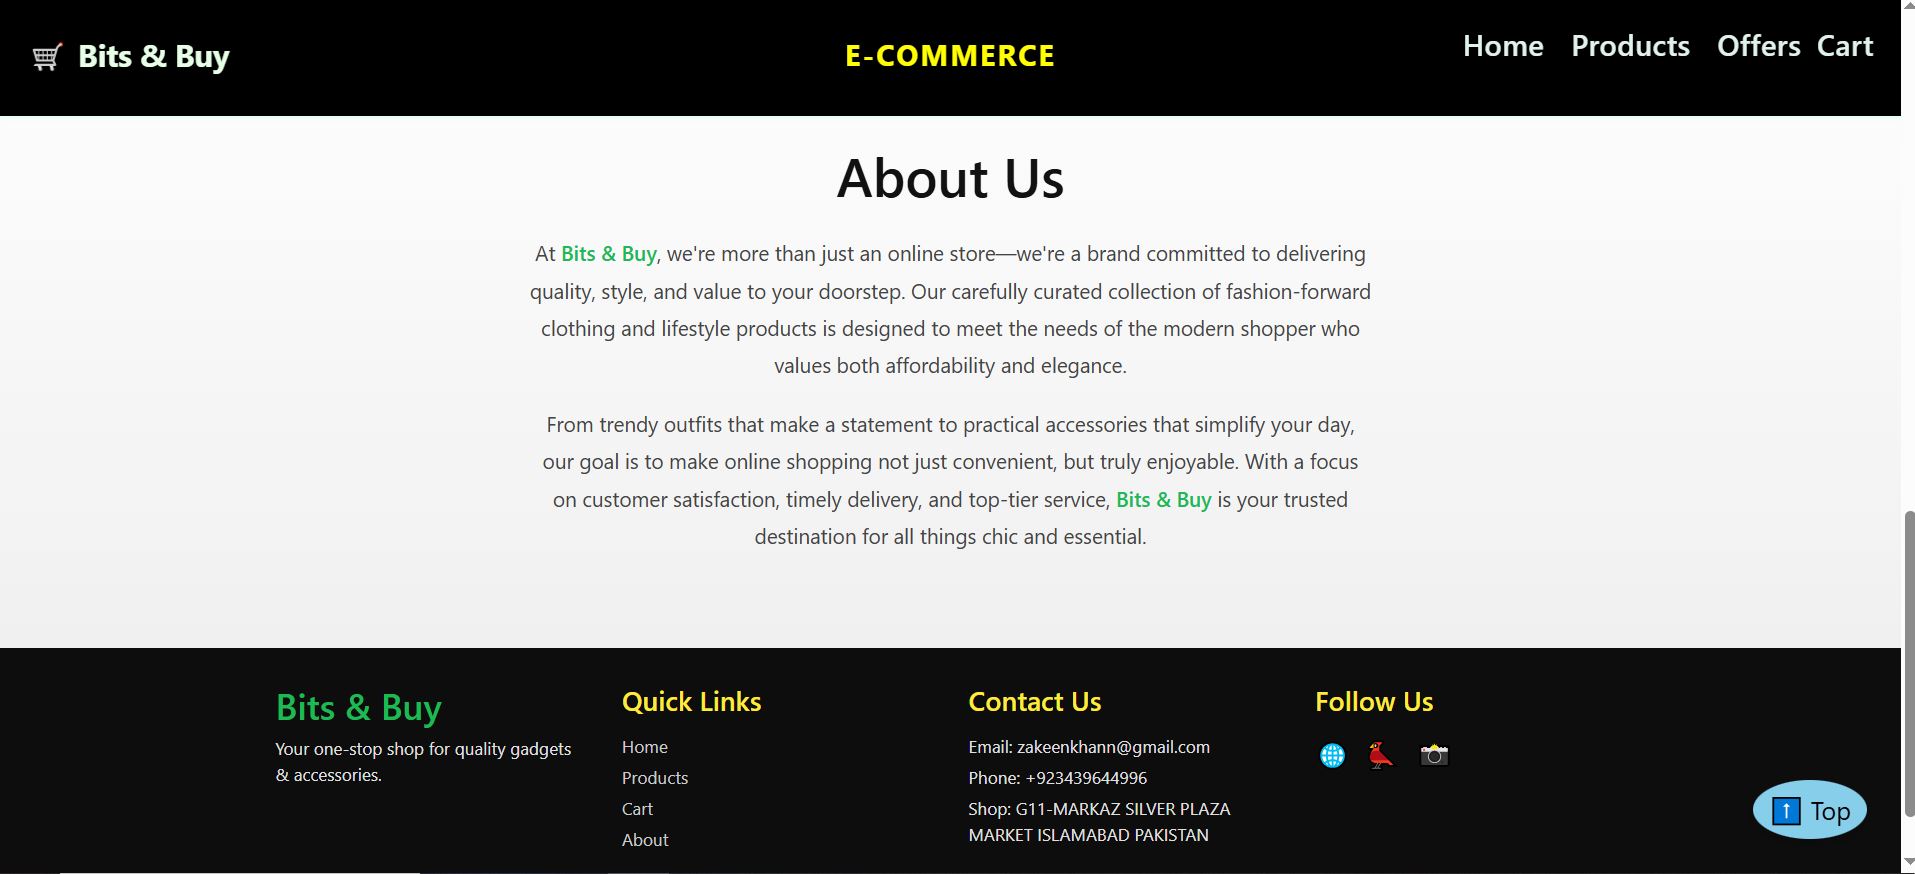 Bits & Buy
E-COMMERCE
Home Products Offers Cart
About Us
At Bits & Buy, we're more than just an online store—we're a brand committed to delivering
quality, style, and value to your doorstep. Our carefully curated collection of fashion-forward
clothing and lifestyle products is designed to meet the needs of the modern shopper who
values both affordability and elegance.
From trendy outfits that make a statement to practical accessories that simplify your day,
our goal is to make online shopping not just convenient, but truly enjoyable. With a focus
on customer satisfaction, timely delivery, and top-tier service, Bits & Buy is your trusted
destination for all things chic and essential.
Bits & Buy
Your one-stop shop for quality gadgets
& accessories.
Quick Links
Home
Products
Cart
About
Contact Us
Email: zakeenkhann@gmail.com
Phone: +923439644996
Shop: G11-MARKAZ SILVER PLAZA
MARKET ISLAMABAD PAKISTAN
Follow Us
Top